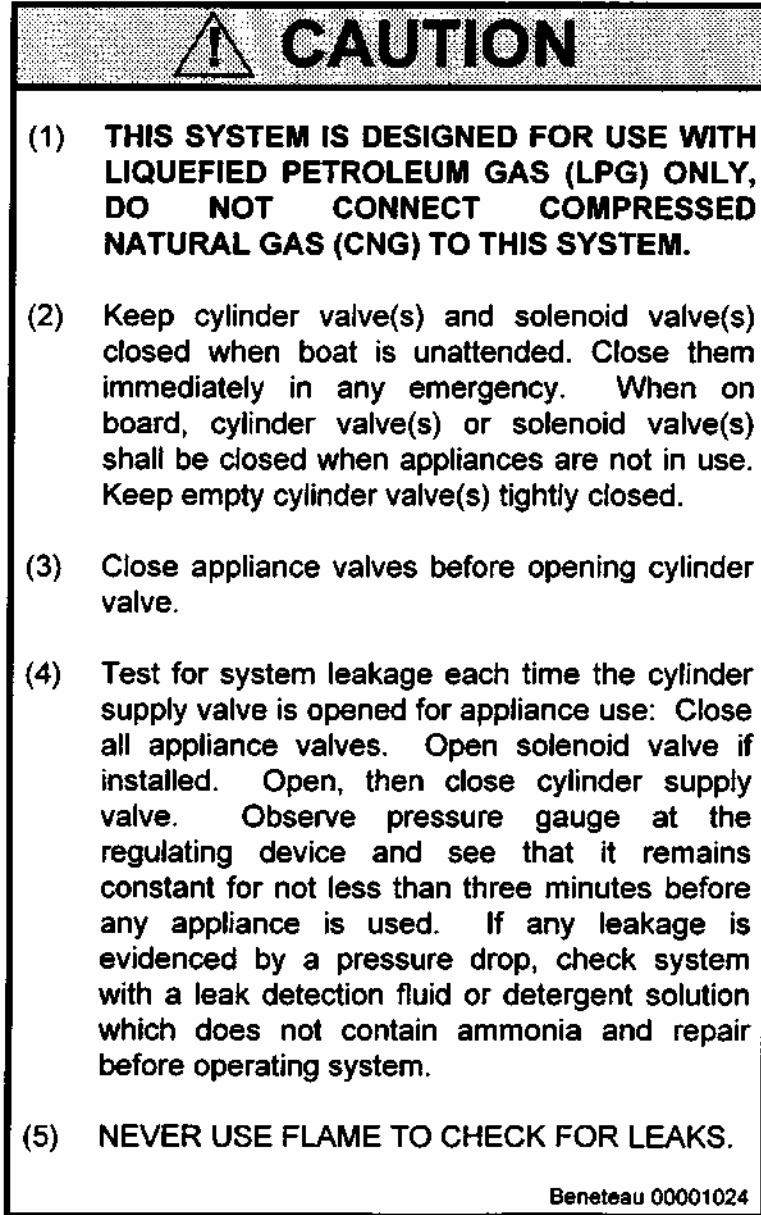 CAUTION
(1) THIS SYSTEM IS DESIGNED FOR USE WITH
LIQUEFIED PETROLEUM GAS (LPG) ONLY,
DO NOT CONNECT COMPRESSED
NATURAL GAS (CNG) TO THIS SYSTEM.
(2) Keep cylinder valve(s) and solenoid valve(s)
closed when boat is unattended. Close them
immediately in any emergency. When on
board, cylinder valve(s) or solenoid valve(s)
shall be closed when appliances are not in use.
Keep empty cylinder valve(s) tightly closed.
(3) Close appliance valves before opening cylinder
valve.
(4) Test for system leakage each time the cylinder
supply valve is opened for appliance use: Close
all appliance valves. Open solenoid valve if
installed. Open, then close cylinder supply
valve. Observe pressure gauge at the
regulating device and see that it remains
constant for not less than three minutes before
any appliance is used. If any leakage is
evidenced by a pressure drop, check system
with a leak detection fluid or detergent solution
which does not contain ammonia and repair
before operating system.
(5) NEVER USE FLAME TO CHECK FOR LEAKS.
Beneteau 00001024